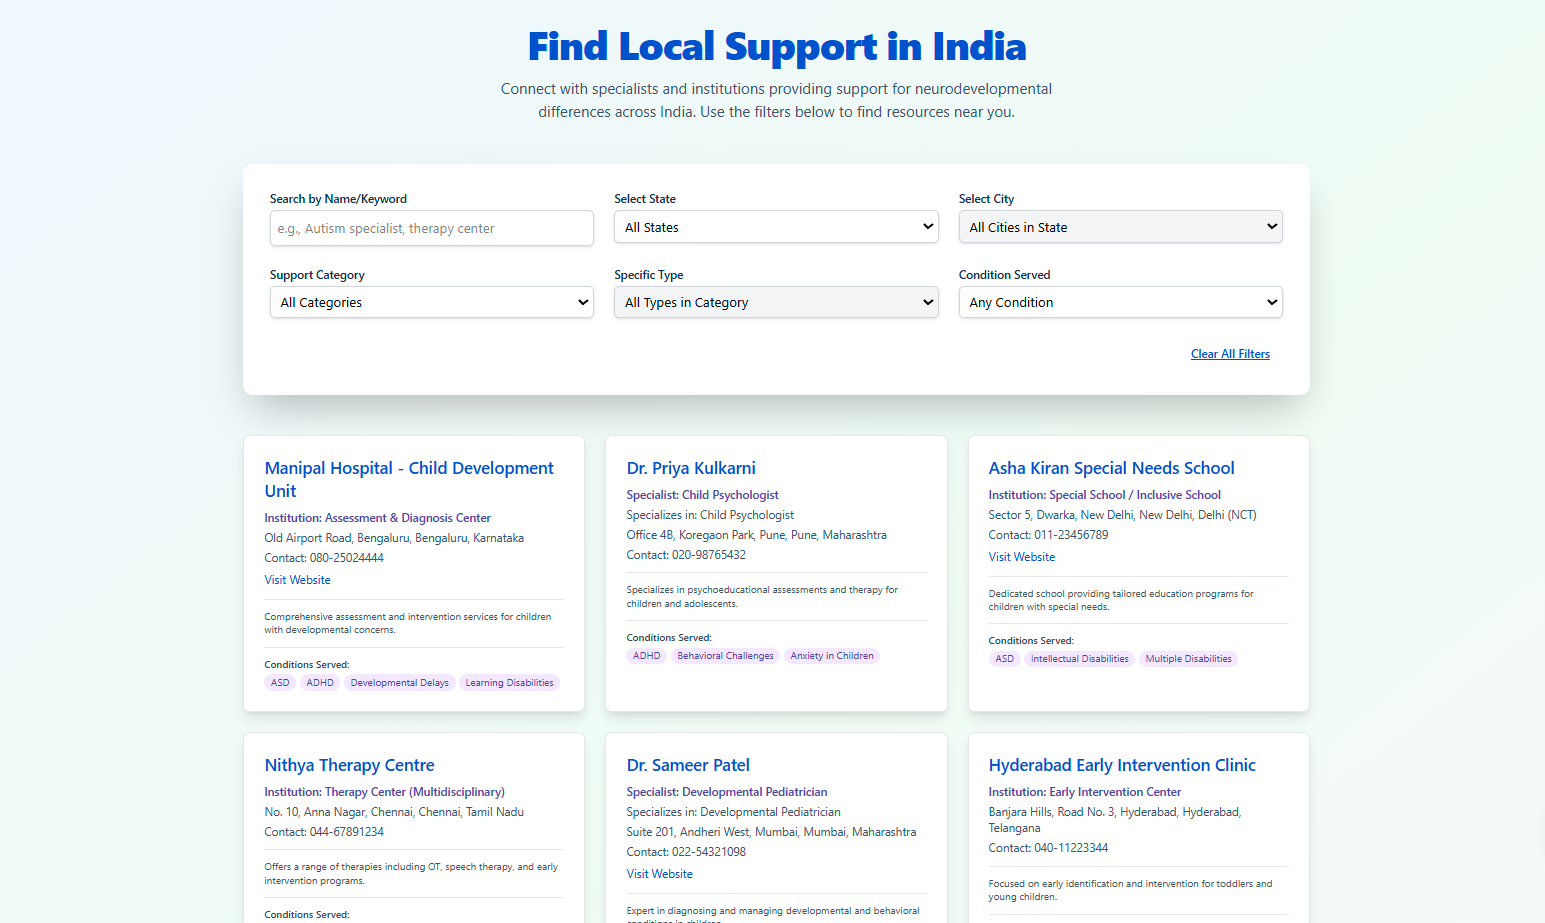 Find Local Support in India
Connect with specialists and institutions providing support for neurodevelopmental
differences across India. Use the filters below to find resources near you.
Search by Name/Keyword
e.g., Autism specialist, therapy center
Select State
All States
Select City
All Cities in State
Support Category
All Categories
Specific Type
All Types in Category
Condition Served
Any Condition
Clear All Filters
Manipal Hospital - Child Development
Unit
Institution: Assessment & Diagnosis Center
Old Airport Road, Bengaluru, Bengaluru, Karnataka
Contact: 080-25024444
Visit Website
Comprehensive assessment and intervention services for children
with developmental concerns.
Conditions Served:
ASD ADHD Developmental Delays Learning Disabilities
Dr. Priya Kulkarni
Specialist: Child Psychologist
Specializes in: Child Psychologist
Office 4B, Koregaon Park, Pune, Pune, Maharashtra
Contact: 020-98765432
Specializes in psychoeducational assessments and therapy for
children and adolescents.
Conditions Served:
ADHD Behavioral Challenges Anxiety in Children
Asha Kiran Special Needs School
Institution: Special School / Inclusive School
Sector 5, Dwarka, New Delhi, New Delhi, Delhi (NCT)
Contact: 011-23456789
Visit Website
Dedicated school providing tailored education programs for
children with special needs.
Conditions Served:
ASD Intellectual Disabilities Multiple Disabilities
Nithya Therapy Centre
Institution: Therapy Center (Multidisciplinary)
No. 10, Anna Nagar, Chennai, Chennai, Tamil Nadu
Contact: 044-67891234
Offers a range of therapies including OT, speech therapy, and early
intervention programs.
Conditions Served:
Dr. Sameer Patel
Specialist: Developmental Pediatrician
Specializes in: Developmental Pediatrician
Suite 201, Andheri West, Mumbai, Mumbai, Maharashtra
Contact: 022-54321098
Visit Website
Expert in diagnosing and managing developmental and behavioral
conditions in children.
Hyderabad Early Intervention Clinic
Institution: Early Intervention Center
Banjara Hills, Road No. 3, Hyderabad, Hyderabad,
Telangana
Contact: 040-11223344
Focused on early identification and intervention for toddlers and
young children.